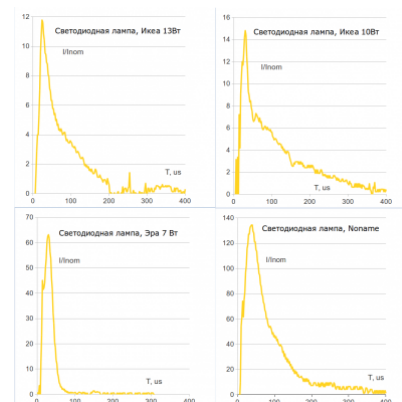 Светодиодная лампа, Икеа 13Вт
I/Inom
12
10
8
6
4
2
0
T, us
0 100 200 300 400
Светодиодная лампа, Икеа 10Вт
I/Inom
16
14
12
10
8
6
4
2
0
T, us
0 100 200 300 400
Светодиодная лампа, Эра 7 Вт
I/Inom
70
60
50
40
30
20
10
0
T, us
0 100 200 300 400
Светодиодная лампа, Noname
I/Inom
140
120
100
80
60
40
20
0
T, us
0 100 200 300 400